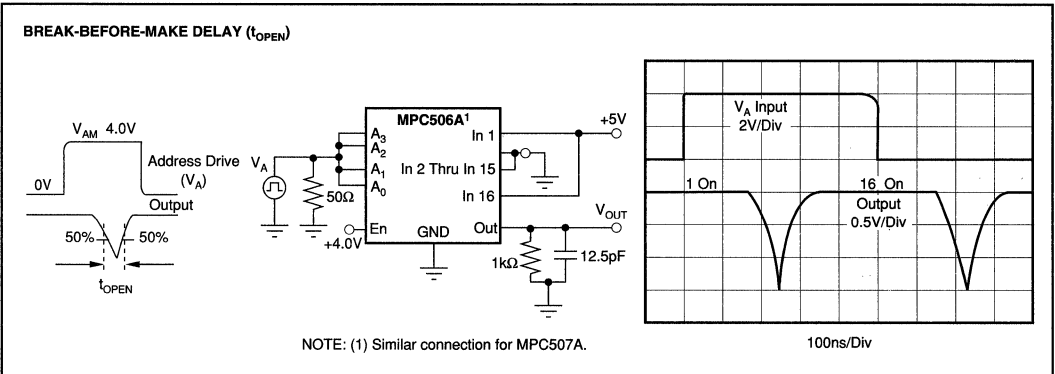 BREAK-BEFORE-MAKE DELAY (tOPEN)
VAM 4.0V
0V
Address Drive
(VA)
Output
50%
50%
tOPEN
VA
50Ω
+4.0V
MPC506A1
A3
A2
A1
A0
En
GND
In 1
In 2 Thru In 15
In 16
Out
+5V
VOUT
1kΩ
12.5pF
VA Input
2V/Div
1 On
16 On
Output
0.5V/Div
100ns/Div
NOTE: (1) Similar connection for MPC507A.